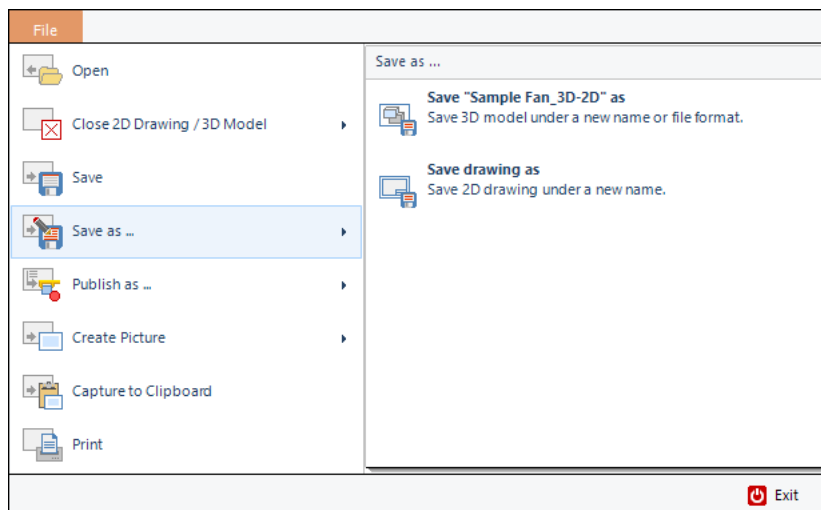 File
Open
Close 2D Drawing / 3D Model
Save
Save as ...
Publish as ...
Create Picture
Capture to Clipboard
Print
Save as ...
Save "Sample Fan_3D-2D" as
Save 3D model under a new name or file format.
Save drawing as
Save 2D drawing under a new name.
Exit